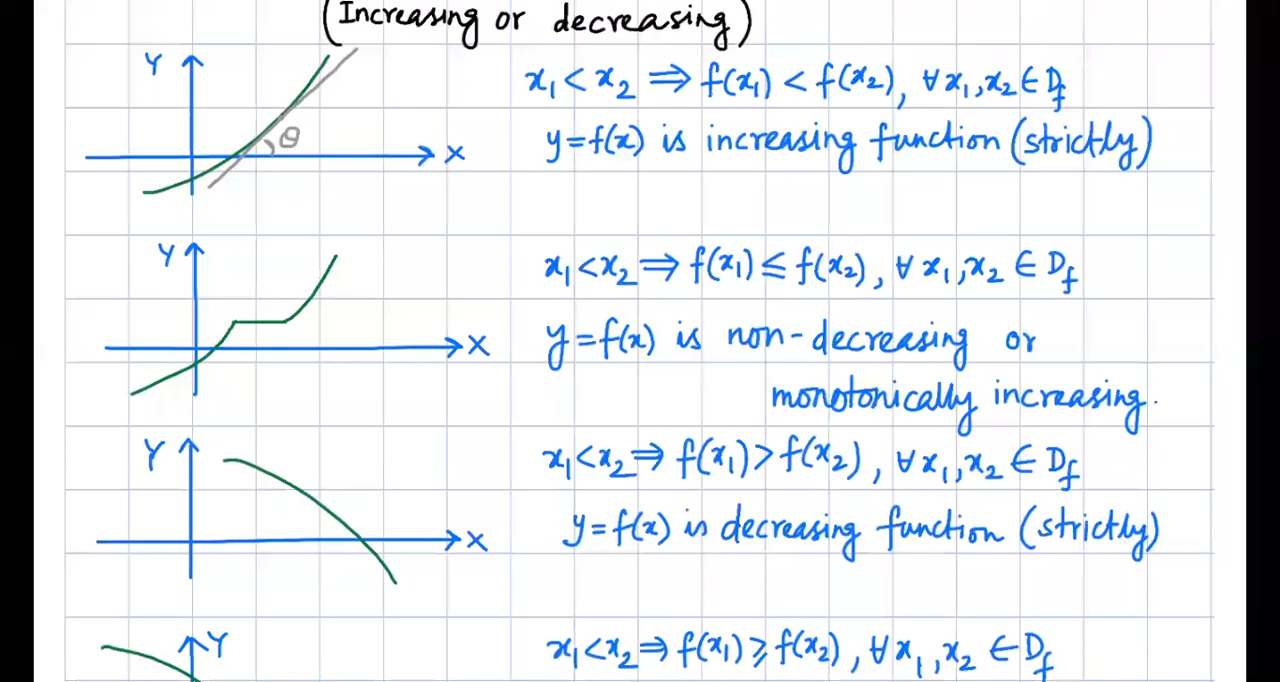 (Increasing or decreasing)
Y
x₁ < x₂ ⇒ f(x₁) < f(x₂), ∀ x₁, x₂ ∈ D_f
θ
X
y=f(x) is increasing function (strictly)
Y
x₁ < x₂ ⇒ f(x₁) ≤ f(x₂), ∀ x₁, x₂ ∈ D_f
X
y=f(x) is non-decreasing or
monotonically increasing.
Y
x₁ < x₂ ⇒ f(x₁) > f(x₂), ∀ x₁, x₂ ∈ D_f
X
y=f(x) is decreasing function (strictly)
Y
x₁ < x₂ ⇒ f(x₁) ≥ f(x₂), ∀ x₁, x₂ ∈ D_f